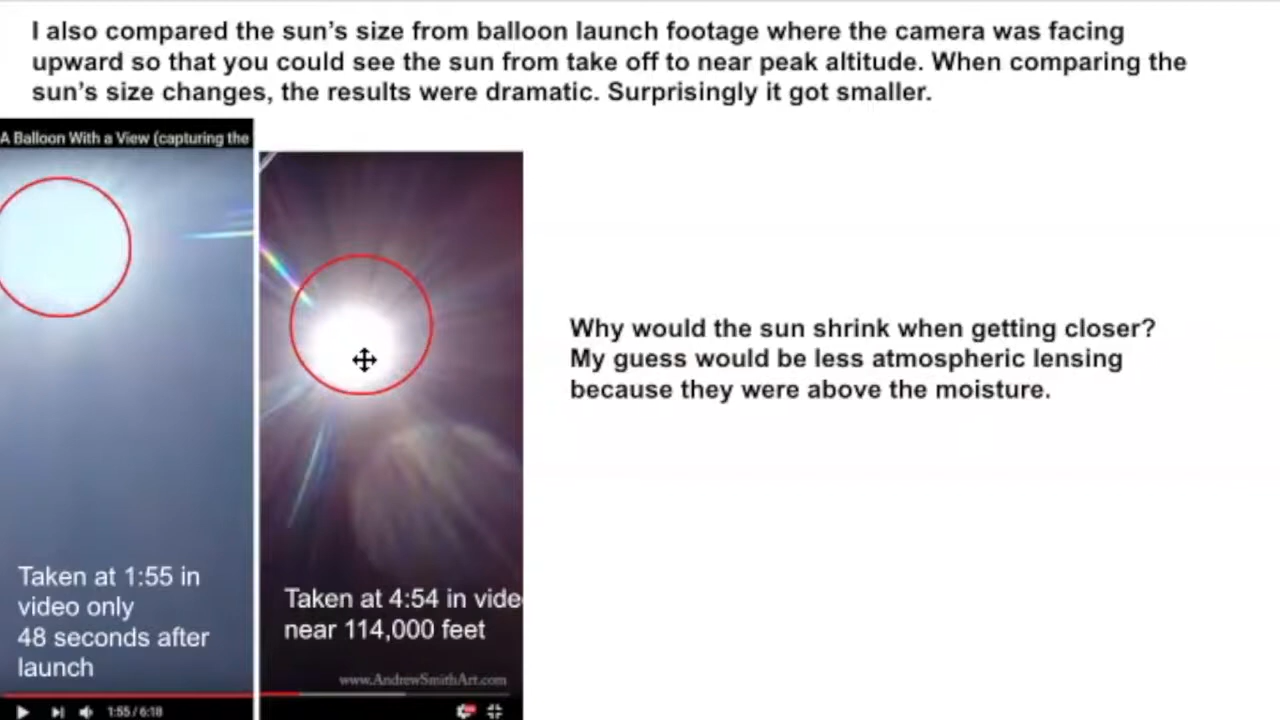 I also compared the sun's size from balloon launch footage where the camera was facing
upward so that you could see the sun from take off to near peak altitude. When comparing the
sun's size changes, the results were dramatic. Surprisingly it got smaller.
A Balloon With a View (capturing the
Why would the sun shrink when getting closer?
My guess would be less atmospheric lensing
because they were above the moisture.
Taken at 1:55 in
video only
48 seconds after
launch
Taken at 4:54 in vide
near 114,000 feet
www.AndrewSmithArt.com
1:55 / 6:18